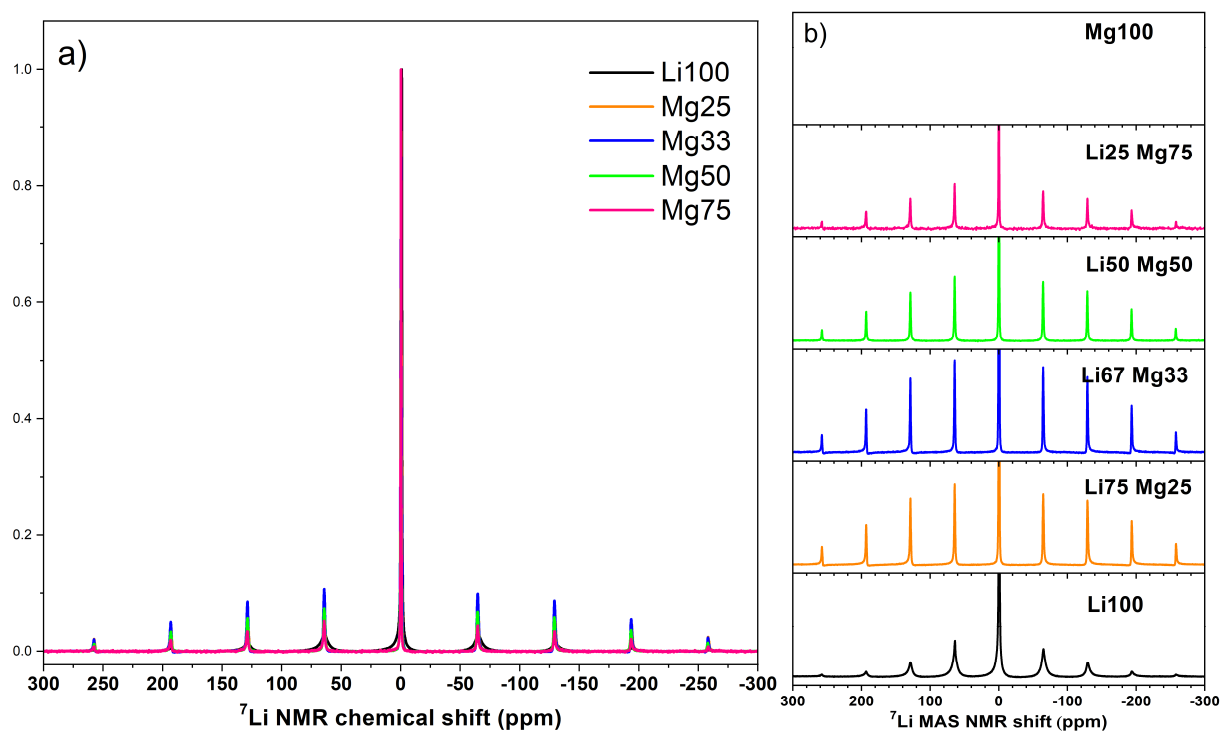 a)
Li100
Mg25
Mg33
Mg50
Mg75
1.0
0.8
0.6
0.4
0.2
0.0
300 250 200 150 100 50 0 -50 -100 -150 -200 -250 -300
⁷Li NMR chemical shift (ppm)
b)
Mg100
Li25 Mg75
Li50 Mg50
Li67 Mg33
Li75 Mg25
Li100
300 200 100 0 -100 -200 -300
⁷Li MAS NMR shift (ppm)